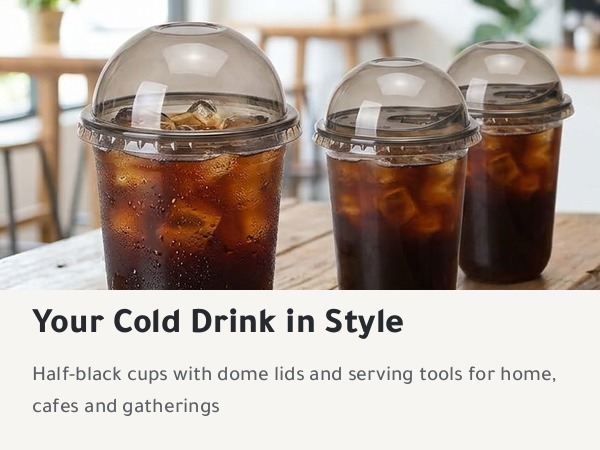 Your Cold Drink in Style
Half-black cups with dome lids and serving tools for home,
cafes and gatherings